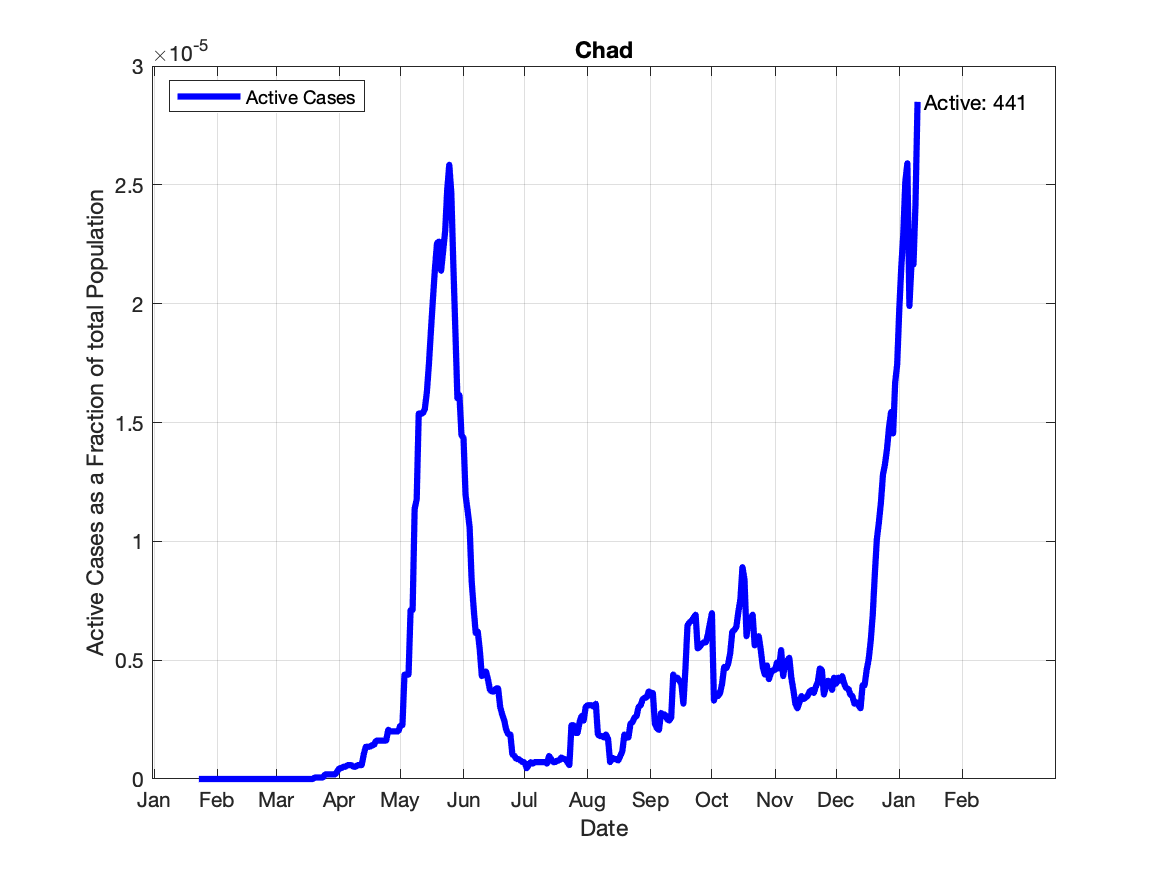 Chad
×10-5
Active Cases
Active: 441
3
2.5
2
1.5
1
0.5
0
Active Cases as a Fraction of total Population
Jan Feb Mar Apr May Jun Jul Aug Sep Oct Nov Dec Jan Feb
Date